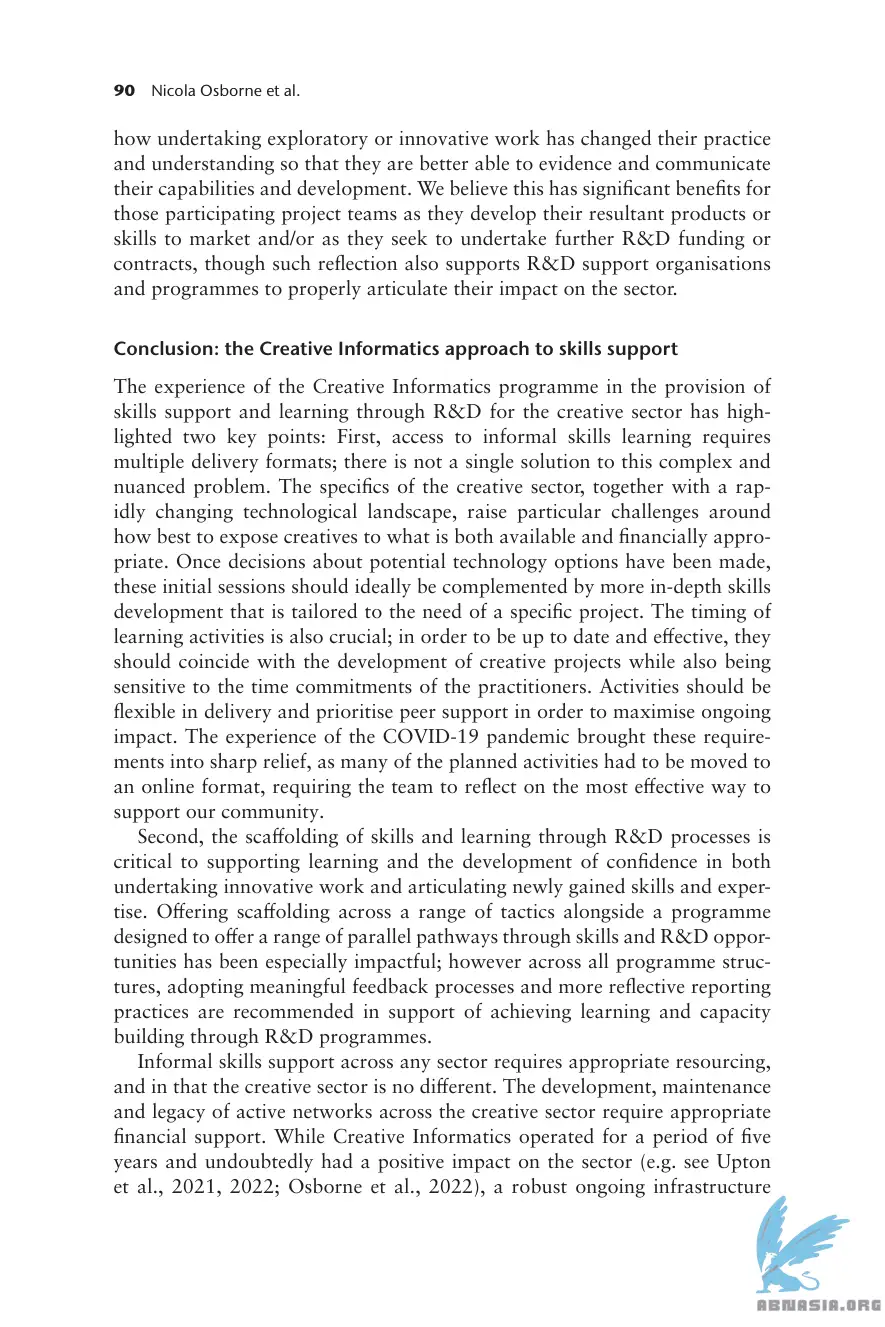 90 Nicola Osborne et al.
how undertaking exploratory or innovative work has changed their practice
and understanding so that they are better able to evidence and communicate
their capabilities and development. We believe this has significant benefits for
those participating project teams as they develop their resultant products or
skills to market and/or as they seek to undertake further R&D funding or
contracts, though such reflection also supports R&D support organisations
and programmes to properly articulate their impact on the sector.
Conclusion: the Creative Informatics approach to skills support
The experience of the Creative Informatics programme in the provision of
skills support and learning through R&D for the creative sector has high-
lighted two key points: First, access to informal skills learning requires
multiple delivery formats; there is not a single solution to this complex and
nuanced problem. The specifics of the creative sector, together with a rap-
idly changing technological landscape, raise particular challenges around
how best to expose creatives to what is both available and financially appro-
priate. Once decisions about potential technology options have been made,
these initial sessions should ideally be complemented by more in-depth skills
development that is tailored to the need of a specific project. The timing of
learning activities is also crucial; in order to be up to date and effective, they
should coincide with the development of creative projects while also being
sensitive to the time commitments of the practitioners. Activities should be
flexible in delivery and prioritise peer support in order to maximise ongoing
impact. The experience of the COVID-19 pandemic brought these require-
ments into sharp relief, as many of the planned activities had to be moved to
an online format, requiring the team to reflect on the most effective way to
support our community.
Second, the scaffolding of skills and learning through R&D processes is
critical to supporting learning and the development of confidence in both
undertaking innovative work and articulating newly gained skills and exper-
tise. Offering scaffolding across a range of tactics alongside a programme
designed to offer a range of parallel pathways through skills and R&D oppor-
tunities has been especially impactful; however across all programme struc-
tures, adopting meaningful feedback processes and more reflective reporting
practices are recommended in support of achieving learning and capacity
building through R&D programmes.
Informal skills support across any sector requires appropriate resourcing,
and in that the creative sector is no different. The development, maintenance
and legacy of active networks across the creative sector require appropriate
financial support. While Creative Informatics operated for a period of five
years and undoubtedly had a positive impact on the sector (e.g. see Upton
et al., 2021, 2022; Osborne et al., 2022), a robust ongoing infrastructure
ABNASIA.ORG